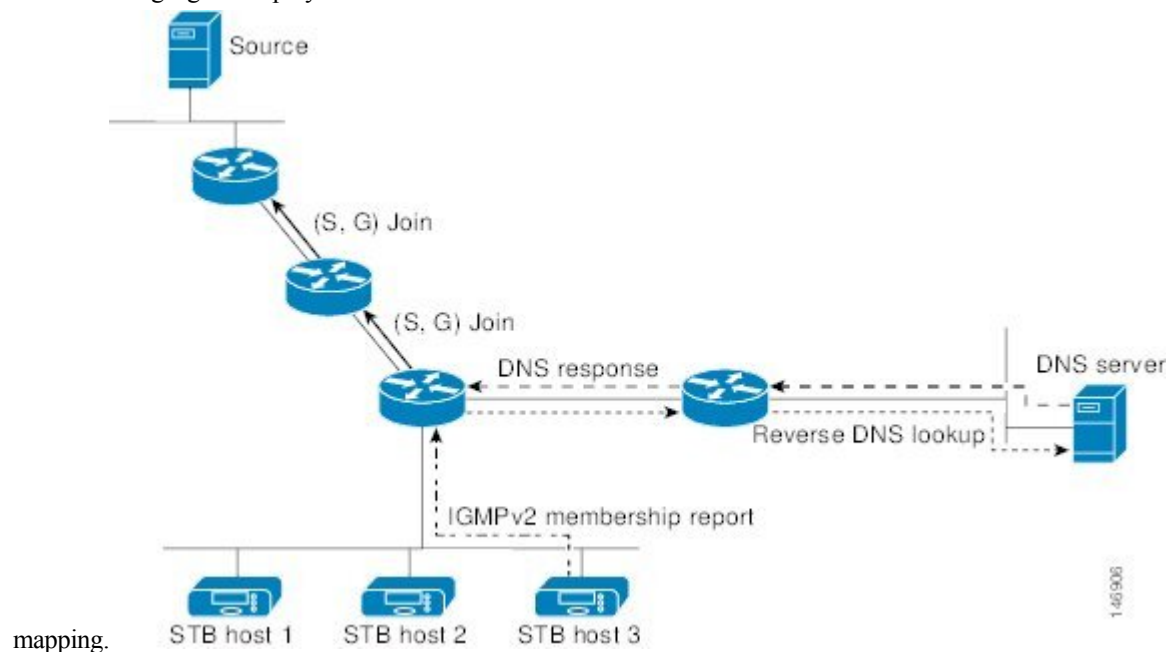 Source
(S, G) Join
(S, G) Join
DNS response
DNS server
Reverse DNS lookup
IGMPv2 membership report
146906
mapping.
STB host 1
STB host 2
STB host 3